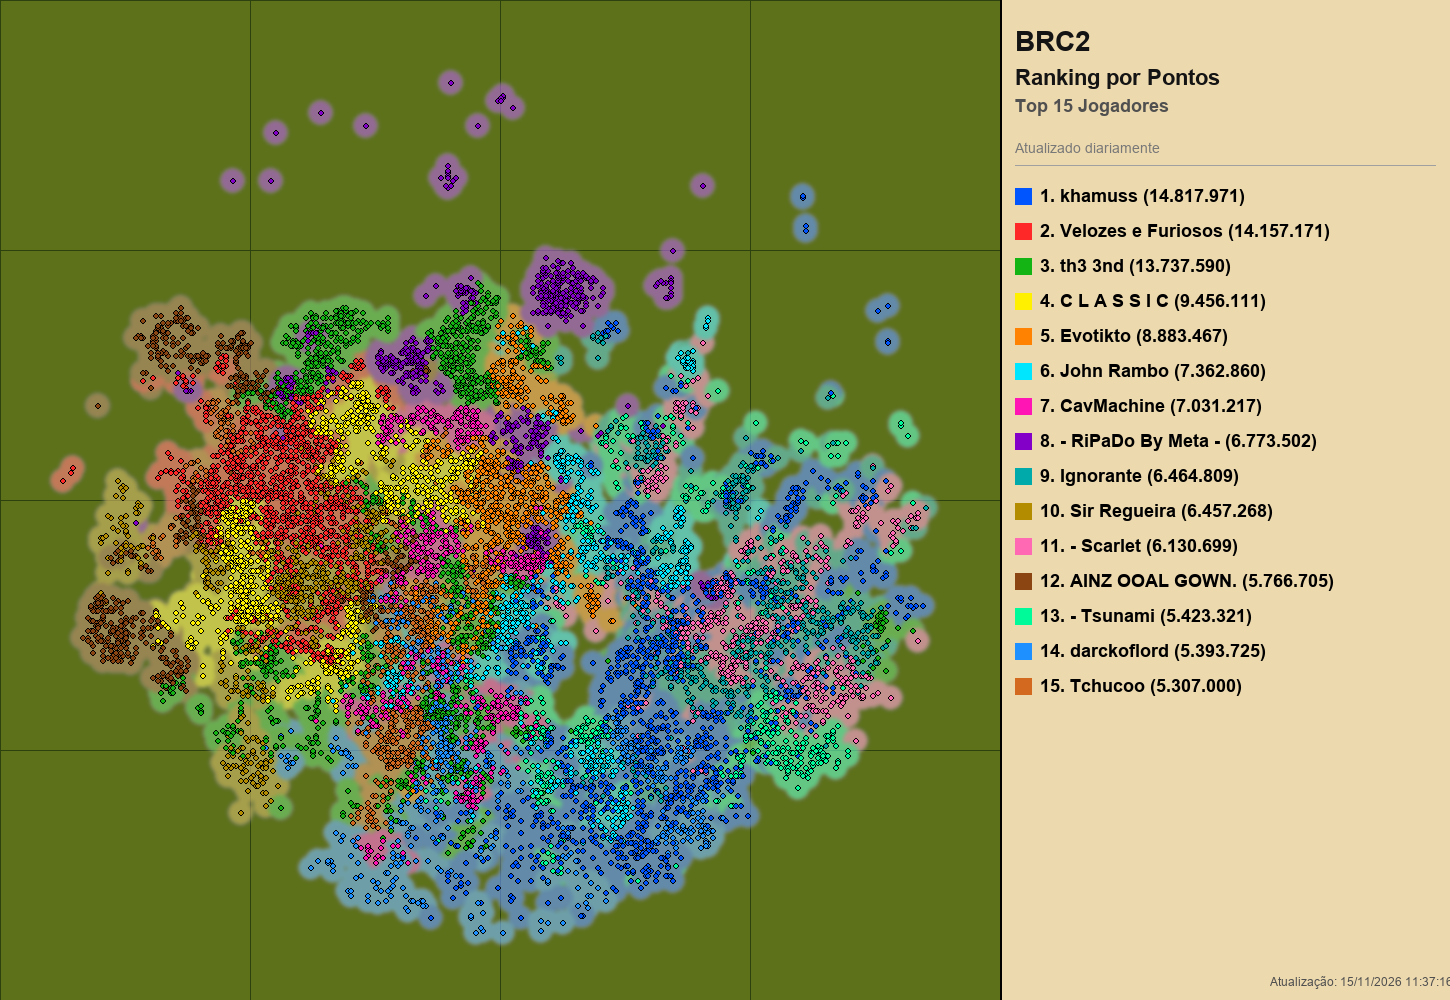 BRC2
Ranking por Pontos
Top 15 Jogadores
Atualizado diariamente
1. khamuss (14.817.971)
2. Velozes e Furiosos (14.157.171)
3. th3 3nd (13.737.590)
4. C L A S S I C (9.456.111)
5. Evotikto (8.883.467)
6. John Rambo (7.362.860)
7. CavMachine (7.031.217)
8. - RiPaDo By Meta - (6.773.502)
9. Ignorante (6.464.809)
10. Sir Regueira (6.457.268)
11. - Scarlet (6.130.699)
12. AINZ OOAL GOWN. (5.766.705)
13. - Tsunami (5.423.321)
14. darckoflord (5.393.725)
15. Tchucoo (5.307.000)
Atualização: 15/11/2026 11:37:16